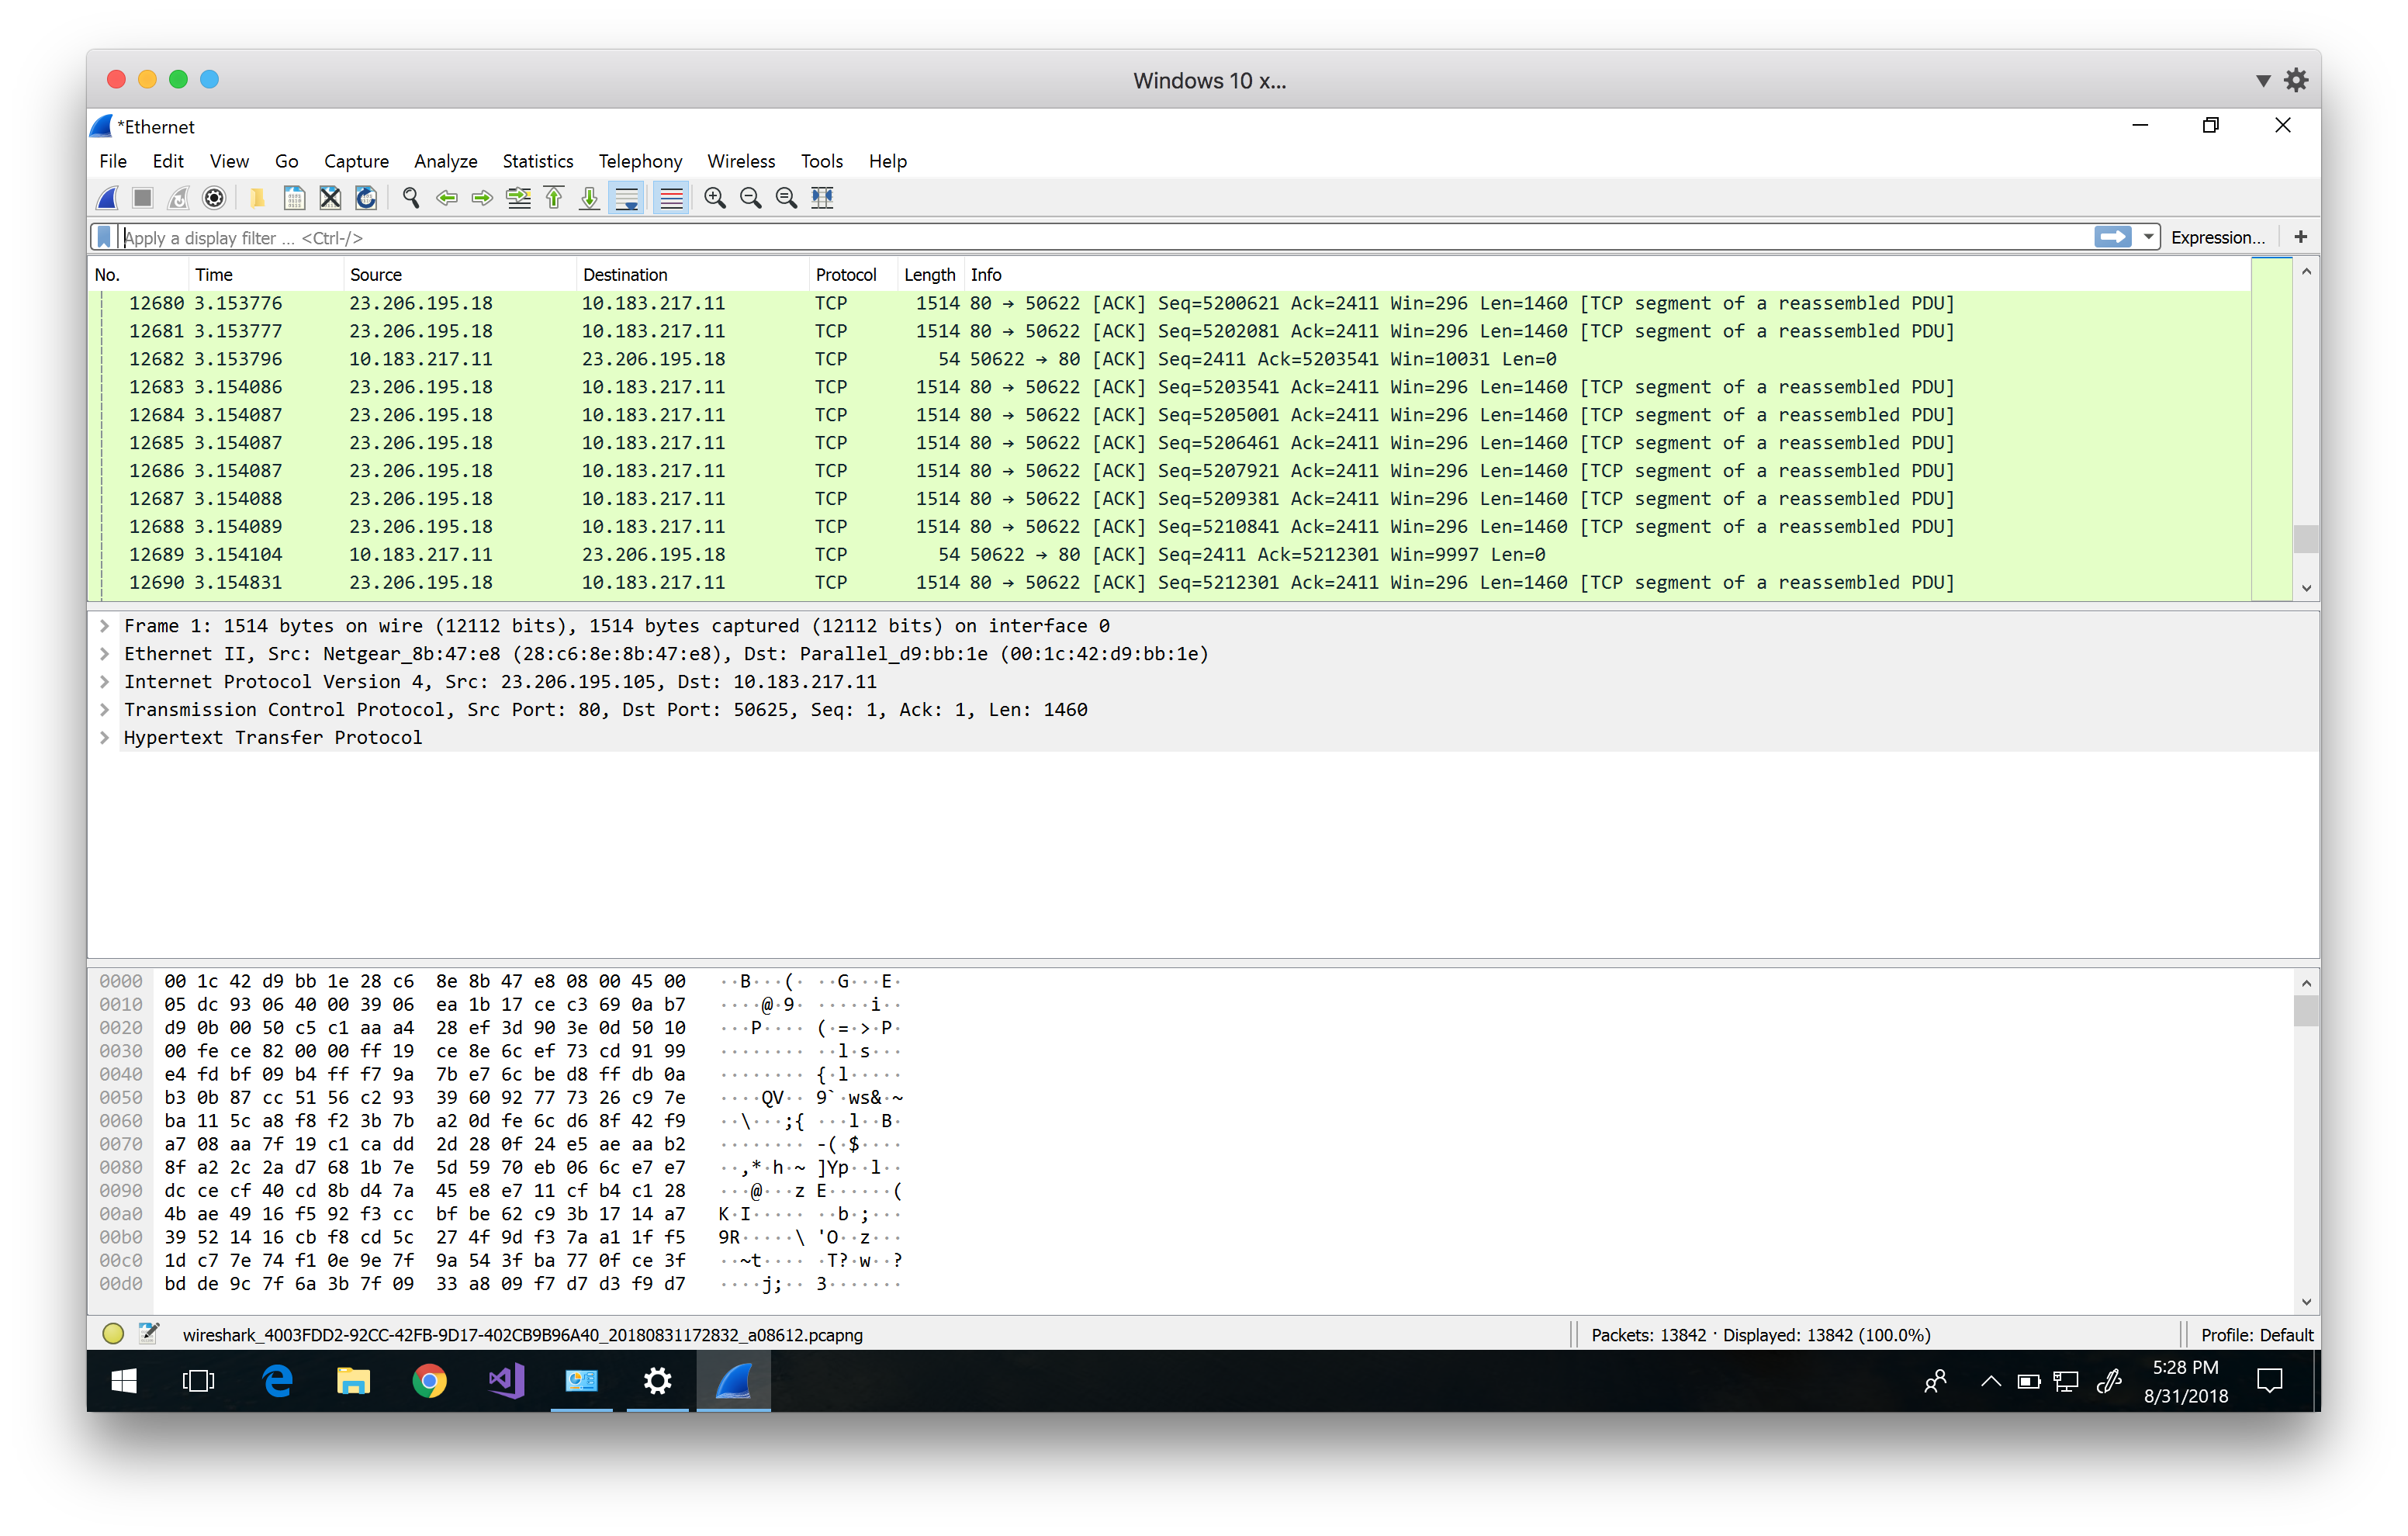 Windows 10 x...
*Ethernet
File Edit View Go Capture Analyze Statistics Telephony Wireless Tools Help
Apply a display filter ... <Ctrl-/> Expression... +
No. Time Source Destination Protocol Length Info
12680 3.153776 23.206.195.18 10.183.217.11 TCP 1514 80 → 50622 [ACK] Seq=5200621 Ack=2411 Win=296 Len=1460 [TCP segment of a reassembled PDU]
12681 3.153777 23.206.195.18 10.183.217.11 TCP 1514 80 → 50622 [ACK] Seq=5202081 Ack=2411 Win=296 Len=1460 [TCP segment of a reassembled PDU]
12682 3.153796 10.183.217.11 23.206.195.18 TCP 54 50622 → 80 [ACK] Seq=2411 Ack=5203541 Win=10031 Len=0
12683 3.154086 23.206.195.18 10.183.217.11 TCP 1514 80 → 50622 [ACK] Seq=5203541 Ack=2411 Win=296 Len=1460 [TCP segment of a reassembled PDU]
12684 3.154087 23.206.195.18 10.183.217.11 TCP 1514 80 → 50622 [ACK] Seq=5205001 Ack=2411 Win=296 Len=1460 [TCP segment of a reassembled PDU]
12685 3.154087 23.206.195.18 10.183.217.11 TCP 1514 80 → 50622 [ACK] Seq=5206461 Ack=2411 Win=296 Len=1460 [TCP segment of a reassembled PDU]
12686 3.154087 23.206.195.18 10.183.217.11 TCP 1514 80 → 50622 [ACK] Seq=5207921 Ack=2411 Win=296 Len=1460 [TCP segment of a reassembled PDU]
12687 3.154088 23.206.195.18 10.183.217.11 TCP 1514 80 → 50622 [ACK] Seq=5209381 Ack=2411 Win=296 Len=1460 [TCP segment of a reassembled PDU]
12688 3.154089 23.206.195.18 10.183.217.11 TCP 1514 80 → 50622 [ACK] Seq=5210841 Ack=2411 Win=296 Len=1460 [TCP segment of a reassembled PDU]
12689 3.154104 10.183.217.11 23.206.195.18 TCP 54 50622 → 80 [ACK] Seq=2411 Ack=5212301 Win=9997 Len=0
12690 3.154831 23.206.195.18 10.183.217.11 TCP 1514 80 → 50622 [ACK] Seq=5212301 Ack=2411 Win=296 Len=1460 [TCP segment of a reassembled PDU]
Frame 1: 1514 bytes on wire (12112 bits), 1514 bytes captured (12112 bits) on interface 0
Ethernet II, Src: Netgear_8b:47:e8 (28:c6:8e:8b:47:e8), Dst: Parallel_d9:bb:1e (00:1c:42:d9:bb:1e)
Internet Protocol Version 4, Src: 23.206.195.105, Dst: 10.183.217.11
Transmission Control Protocol, Src Port: 80, Dst Port: 50625, Seq: 1, Ack: 1, Len: 1460
Hypertext Transfer Protocol
0000 00 1c 42 d9 bb 1e 28 c6 8e 8b 47 e8 08 00 45 00 ··B···(· ··G···E·
0010 05 dc 93 06 40 00 39 06 ea 1b 17 ce c3 69 0a b7 ····@·9· ·····i··
0020 d9 0b 00 50 c5 c1 aa a4 28 ef 3d 90 3e 0d 50 10 ···P···· (·=·>·P·
0030 00 fe ce 82 00 00 ff 19 ce 8e 6c ef 73 cd 91 99 ········ ··l·s···
0040 e4 fd bf 09 b4 ff f7 9a 7b e7 6c be d8 ff db 0a ········ {·l·····
0050 b3 0b 87 cc 51 56 c2 93 39 60 92 77 73 26 c9 7e ····QV·· 9`·ws&·~
0060 ba 11 5c a8 f8 f2 3b 7b a2 0d fe 6c d6 8f 42 f9 ··\···;{ ···l··B·
0070 a7 08 aa 7f 19 c1 ca dd 2d 28 0f 24 e5 ae aa b2 ········ -(·$····
0080 8f a2 2c 2a d7 68 1b 7e 5d 59 70 eb 06 6c e7 e7 ··,*·h·~ ]Yp··l··
0090 dc ce cf 40 cd 8b d4 7a 45 e8 e7 11 cf b4 c1 28 ···@···z E······(
00a0 4b ae 49 16 f5 92 f3 cc bf be 62 c9 3b 17 14 a7 K·I····· ··b·;···
00b0 39 52 14 16 cb f8 cd 5c 27 4f 9d f3 7a a1 1f f5 9R·····\ 'O··z···
00c0 1d c7 7e 74 f1 0e 9e 7f 9a 54 3f ba 77 0f ce 3f ··~t···· ·T?·w··?
00d0 bd de 9c 7f 6a 3b 7f 09 33 a8 09 f7 d7 d3 f9 d7 ····j;·· 3·······
wireshark_4003FDD2-92CC-42FB-9D17-402CB9B96A40_20180831172832_a08612.pcapng Packets: 13842 · Displayed: 13842 (100.0%) Profile: Default
5:28 PM
8/31/2018